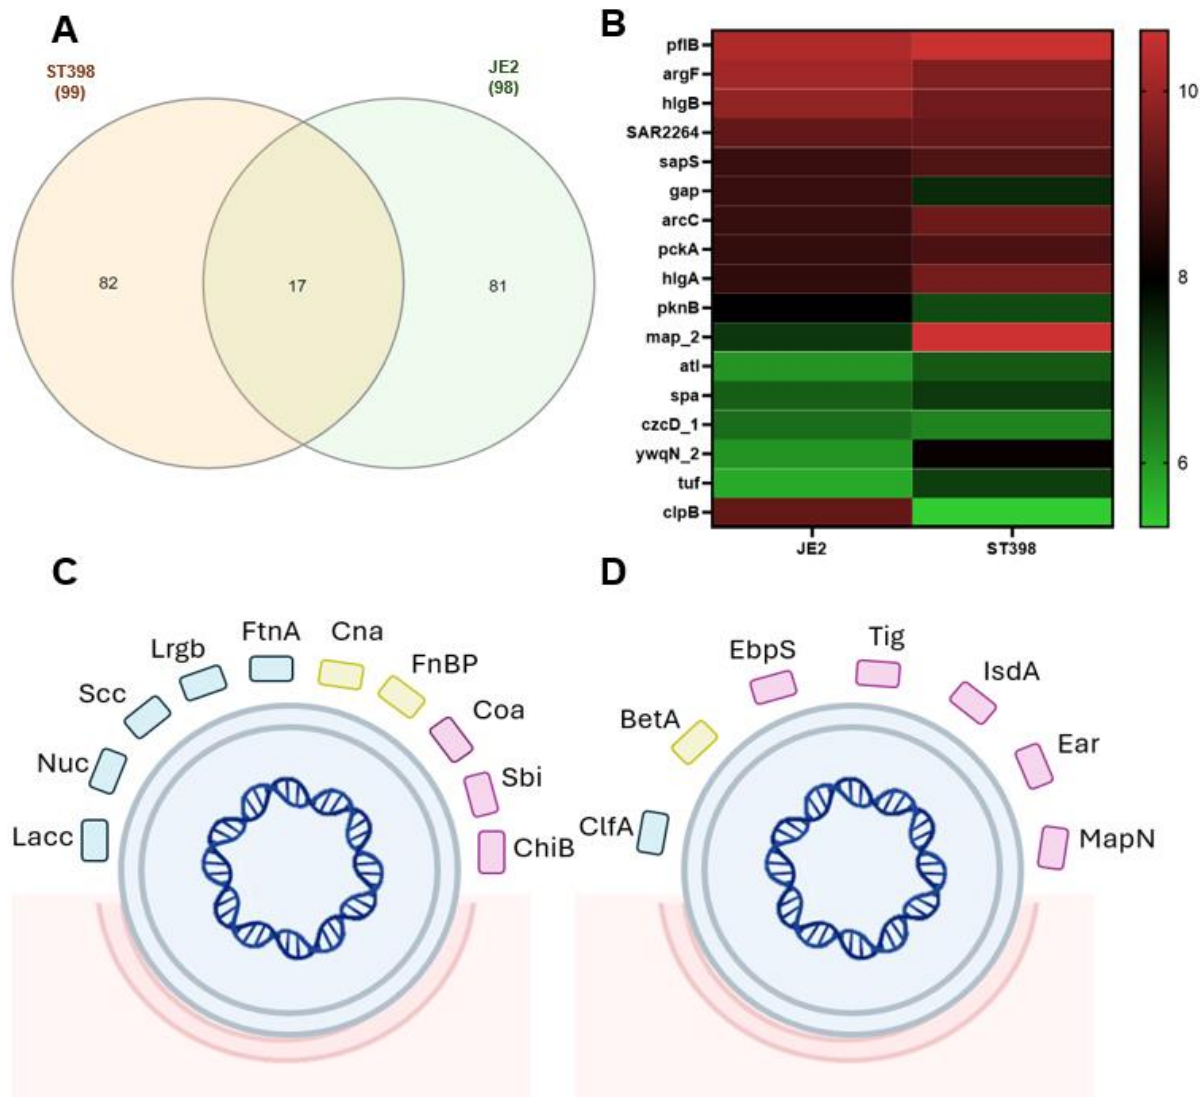 A
ST398
(99)
JE2
(98)
82
17
81
B
pflB
argF
hlgB
SAR2264
sapS
gap
arcC
pckA
hlgA
pknB
map_2
atl
spa
czcD_1
ywqN_2
tuf
clpB
JE2
ST398
10
8
6
C
Lacc
Nuc
Scc
Lrgb
FtnA
Cna
FnBP
Coa
Sbi
ChiB
D
ClfA
BetA
EbpS
Tig
IsdA
Ear
MapN